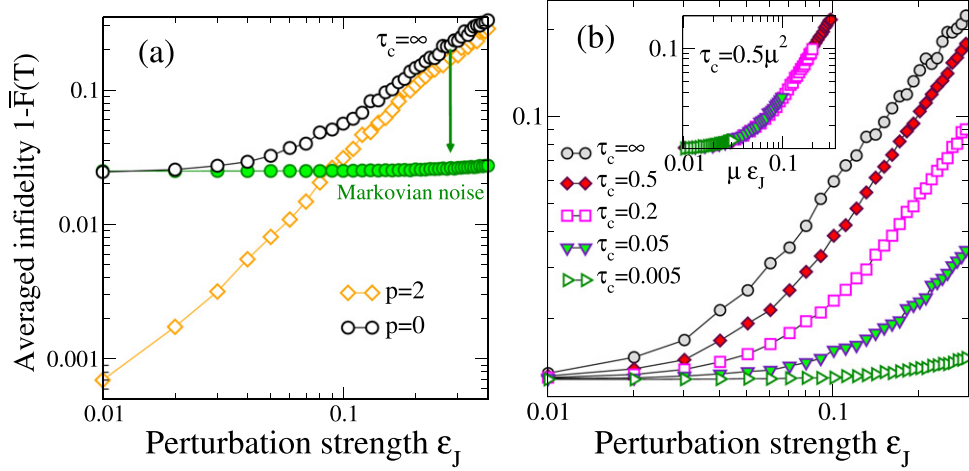 (a)
τc=∞
Markovian noise
p=2
p=0
0.1
0.01
0.001
0.01
0.1
Averaged infidelity 1-F̅(T)
Perturbation strength εJ
(b)
τc=0.5μ²
0.1
0.01
0.1
μ εJ
τc=∞
τc=0.5
τc=0.2
τc=0.05
τc=0.005
0.1
0.01
0.1
Perturbation strength εJ